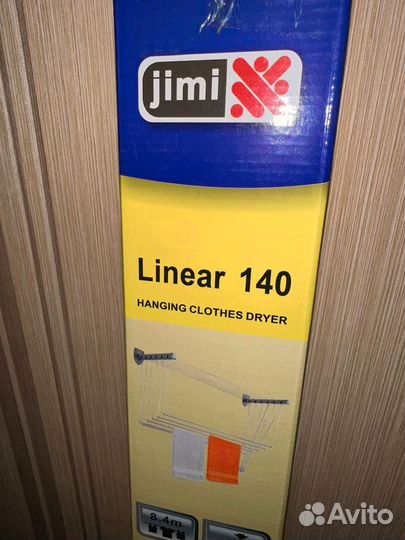 jimi
Linear 140
HANGING CLOTHES DRYER
8.4m
Avito